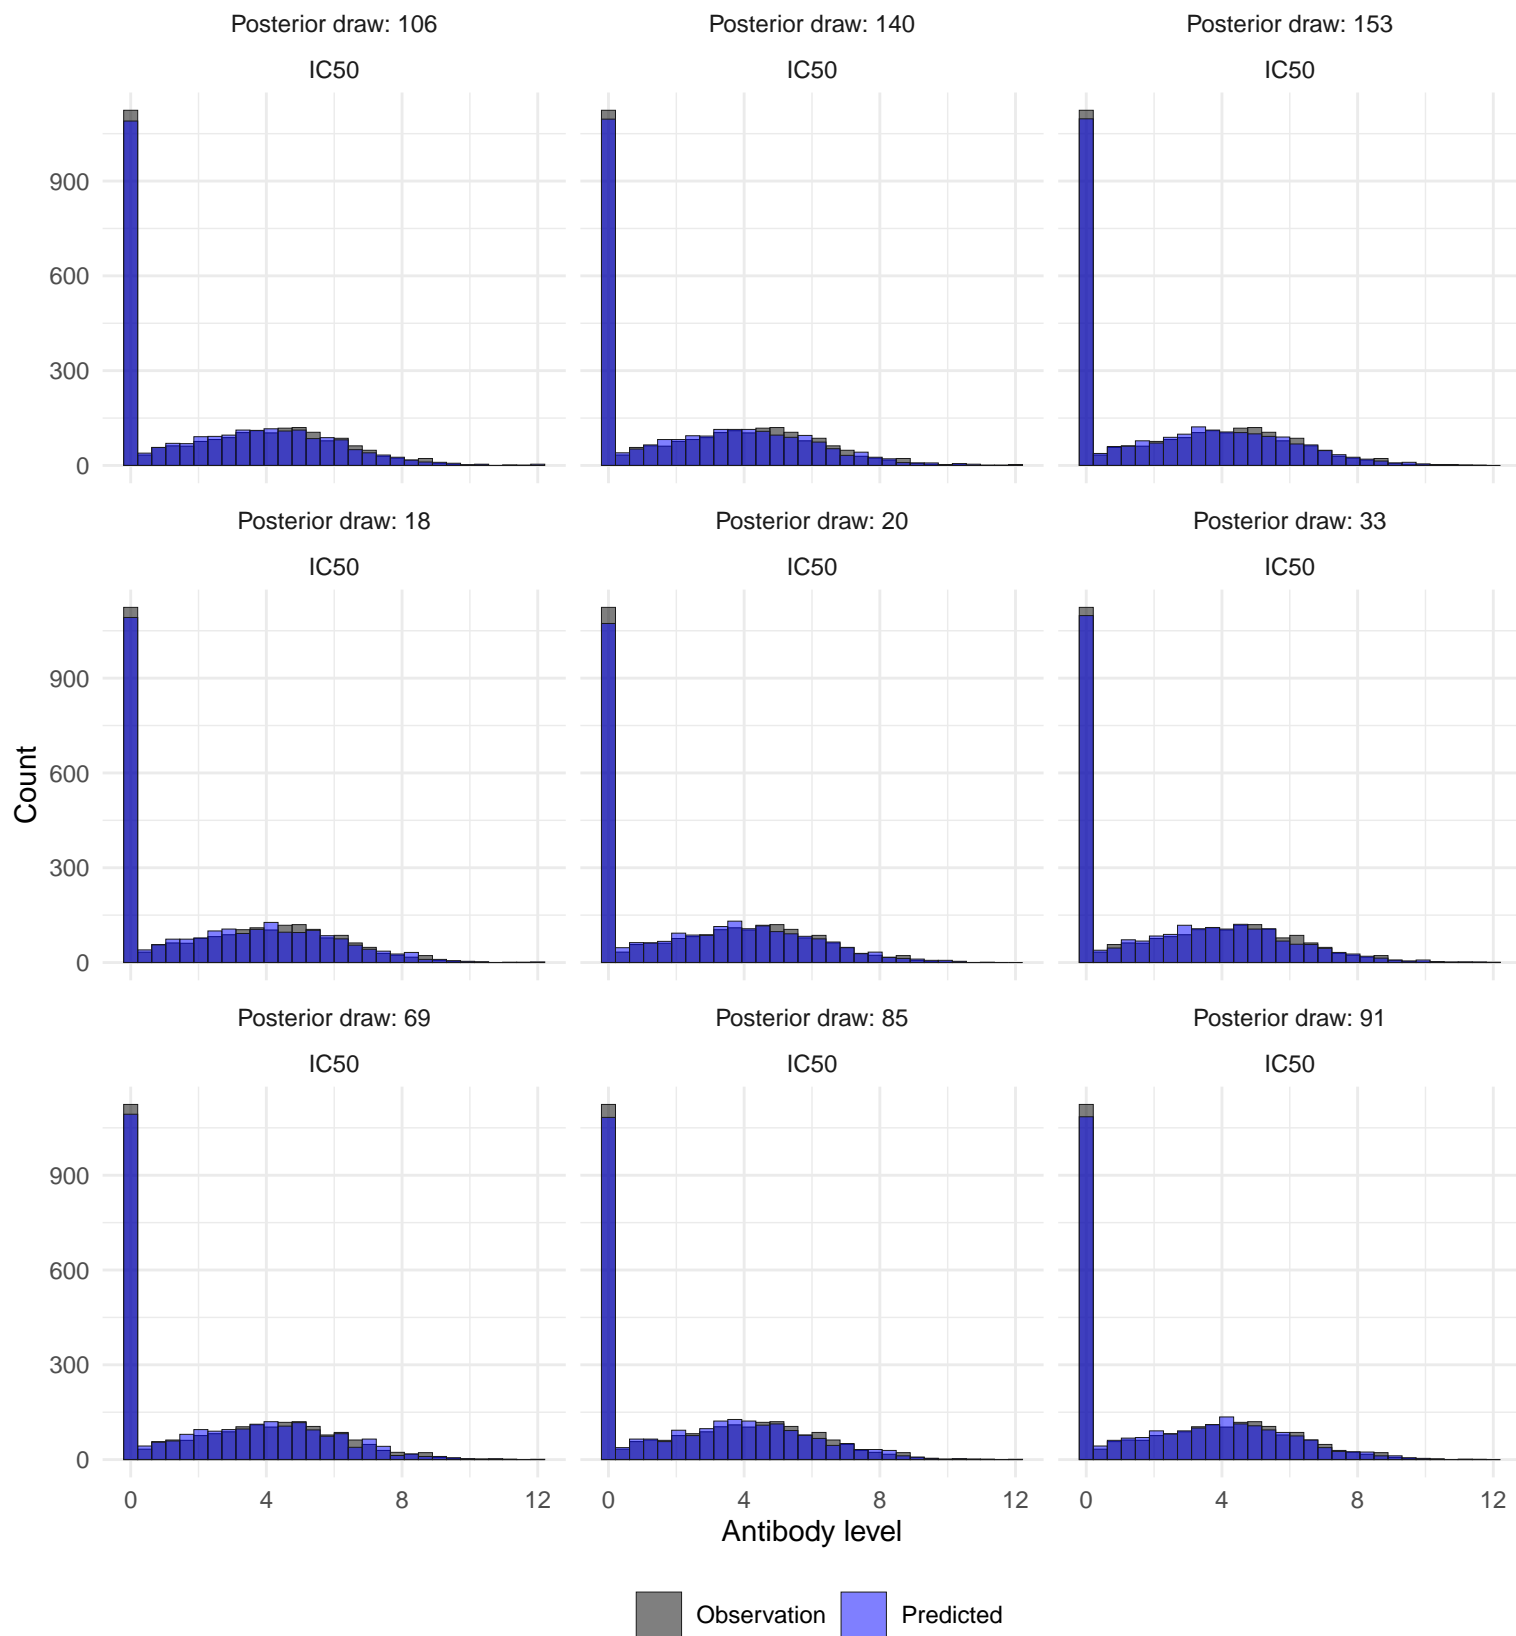 Posterior draw: 106 Posterior draw: 140 Posterior draw: 153
IC50 IC50 IC50
900
600
300
0
Posterior draw: 18 Posterior draw: 20 Posterior draw: 33
IC50 IC50 IC50
900
600
300
0
Count
Posterior draw: 69 Posterior draw: 85 Posterior draw: 91
IC50 IC50 IC50
900
600
300
0
0 4 8 12 0 4 8 12 0 4 8 12
Antibody level
Observation Predicted